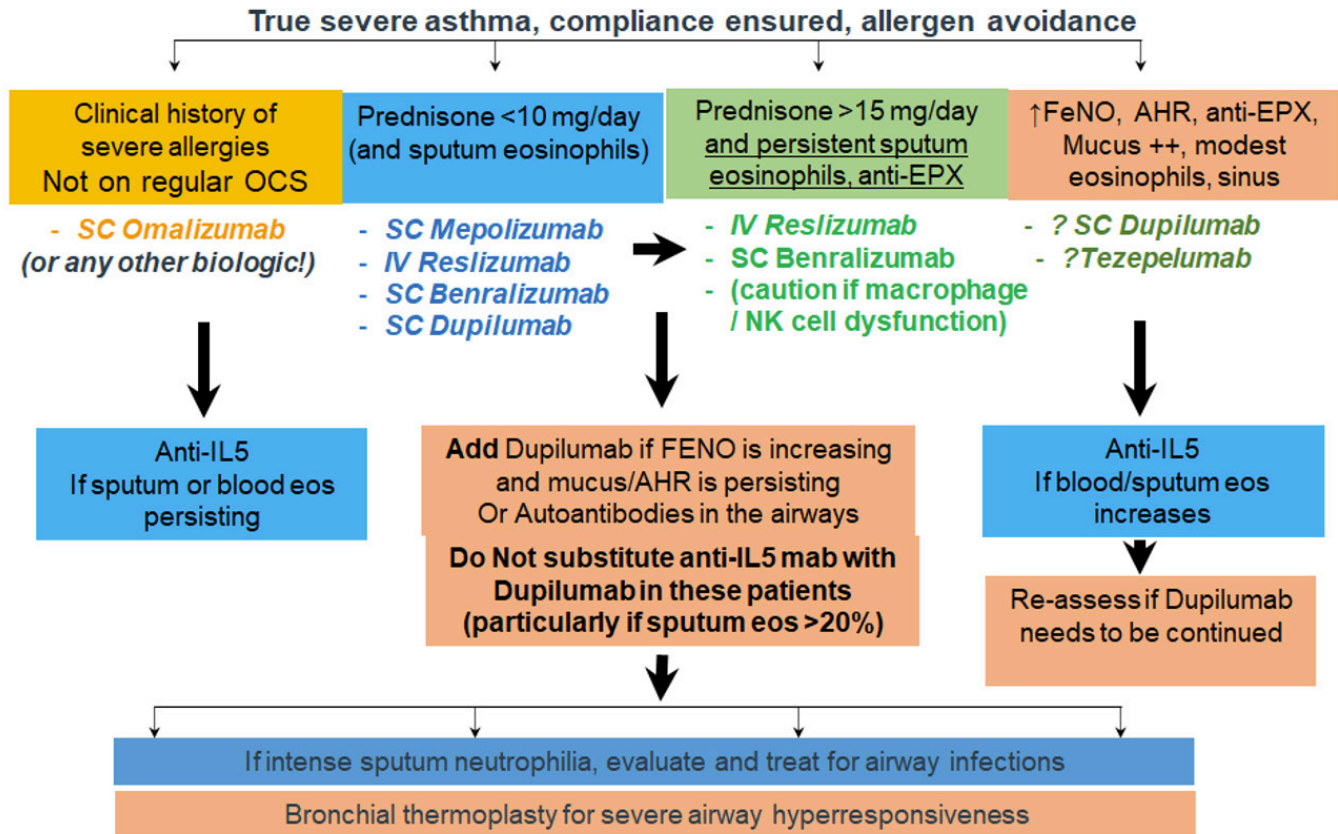 True severe asthma, compliance ensured, allergen avoidance
Clinical history of
severe allergies
Not on regular OCS
Prednisone <10 mg/day
(and sputum eosinophils)
Prednisone >15 mg/day
and persistent sputum
eosinophils, anti-EPX
↑FeNO, AHR, anti-EPX,
Mucus ++, modest
eosinophils, sinus
- SC Omalizumab
(or any other biologic!)
- SC Mepolizumab
- IV Reslizumab
- SC Benralizumab
- SC Dupilumab
- IV Reslizumab
- SC Benralizumab
- (caution if macrophage
/ NK cell dysfunction)
- ? SC Dupilumab
- ?Tezepelumab
Anti-IL5
If sputum or blood eos
persisting
Add Dupilumab if FENO is increasing
and mucus/AHR is persisting
Or Autoantibodies in the airways
Do Not substitute anti-IL5 mab with
Dupilumab in these patients
(particularly if sputum eos >20%)
Anti-IL5
If blood/sputum eos
increases
Re-assess if Dupilumab
needs to be continued
If intense sputum neutrophilia, evaluate and treat for airway infections
Bronchial thermoplasty for severe airway hyperresponsiveness